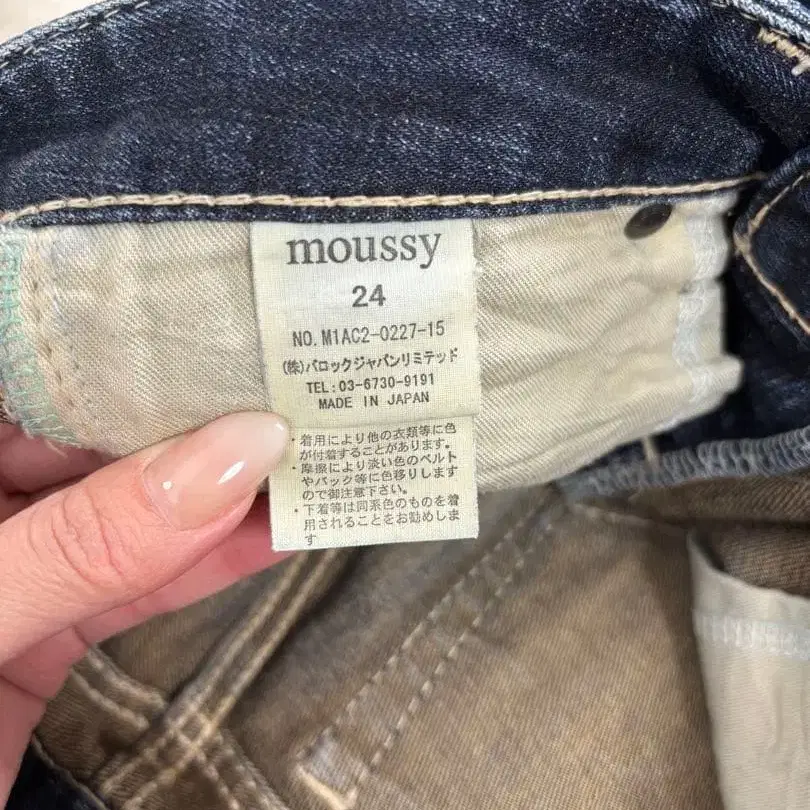 moussy
24
NO.M1AC2-0227-15
(株)バロックジャパンリミテッド
TEL:03-6730-9191
MADE IN JAPAN
・着用により他の衣類等に色
が付着することがあります。
・摩擦により淡い色のベルト
やバック等に色移りします
ので御注意下さい。
・下着等は同系色のものを着
用されることをお勧めしま
す